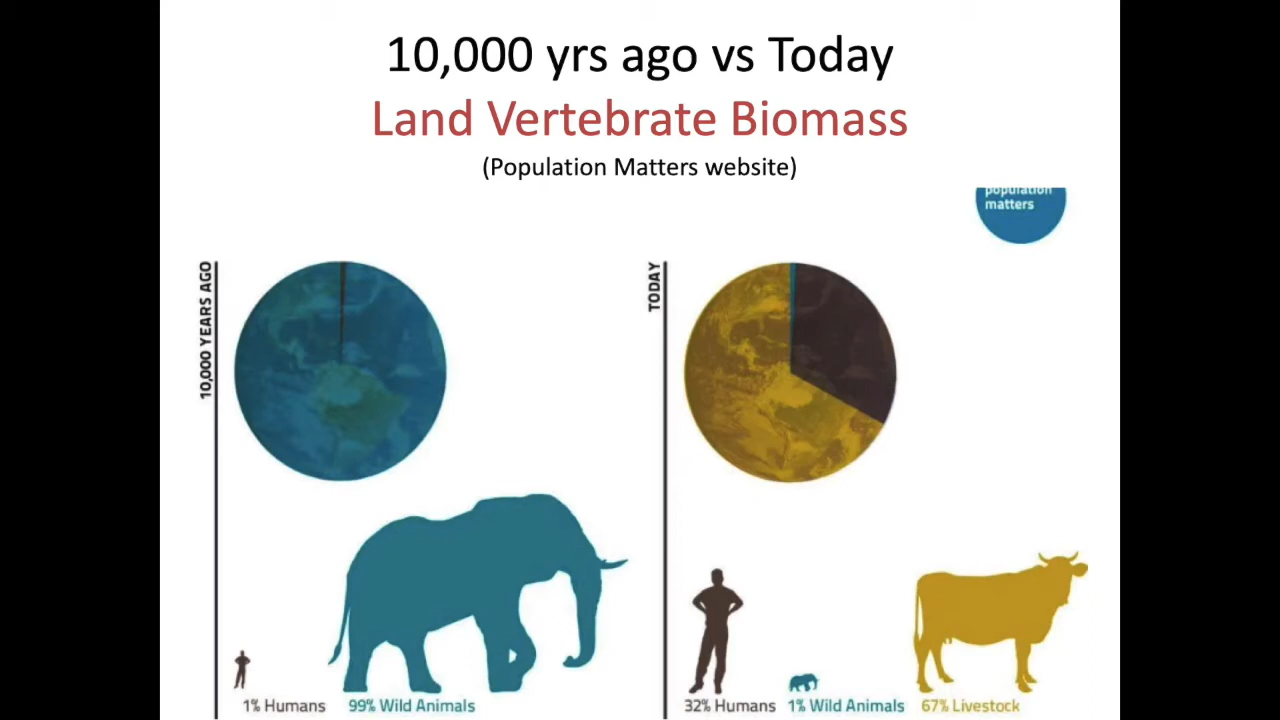 10,000 yrs ago vs Today
Land Vertebrate Biomass
(Population Matters website)
population
matters
10,000 YEARS AGO
TODAY
1% Humans
99% Wild Animals
32% Humans
1% Wild Animals
67% Livestock